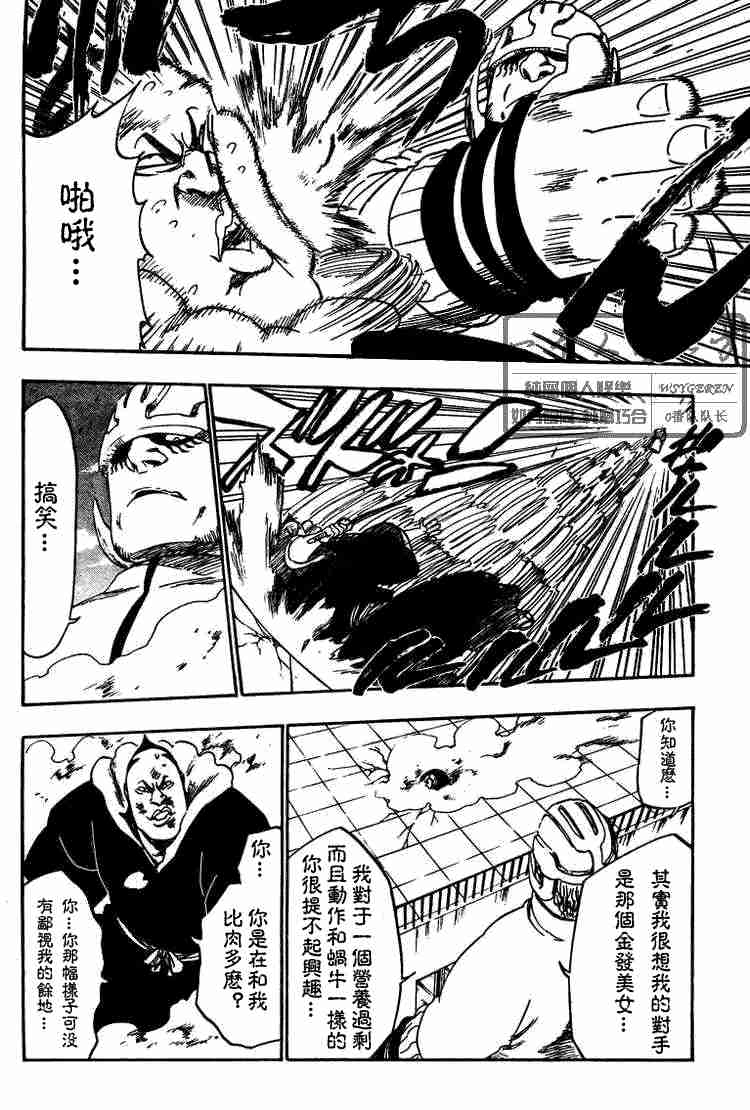 啪哦…
WSYGEREN
0番队队长
搞笑…
你知道麽…
其實我很想我的對手
是那個金發美女…
我對于一個營養過剩
而且動作和蝸牛一樣的
你很提不起興趣…
你…
你是在和我
比肉多麽?
你…你那幅樣子可没
有鄙視我的餘地…